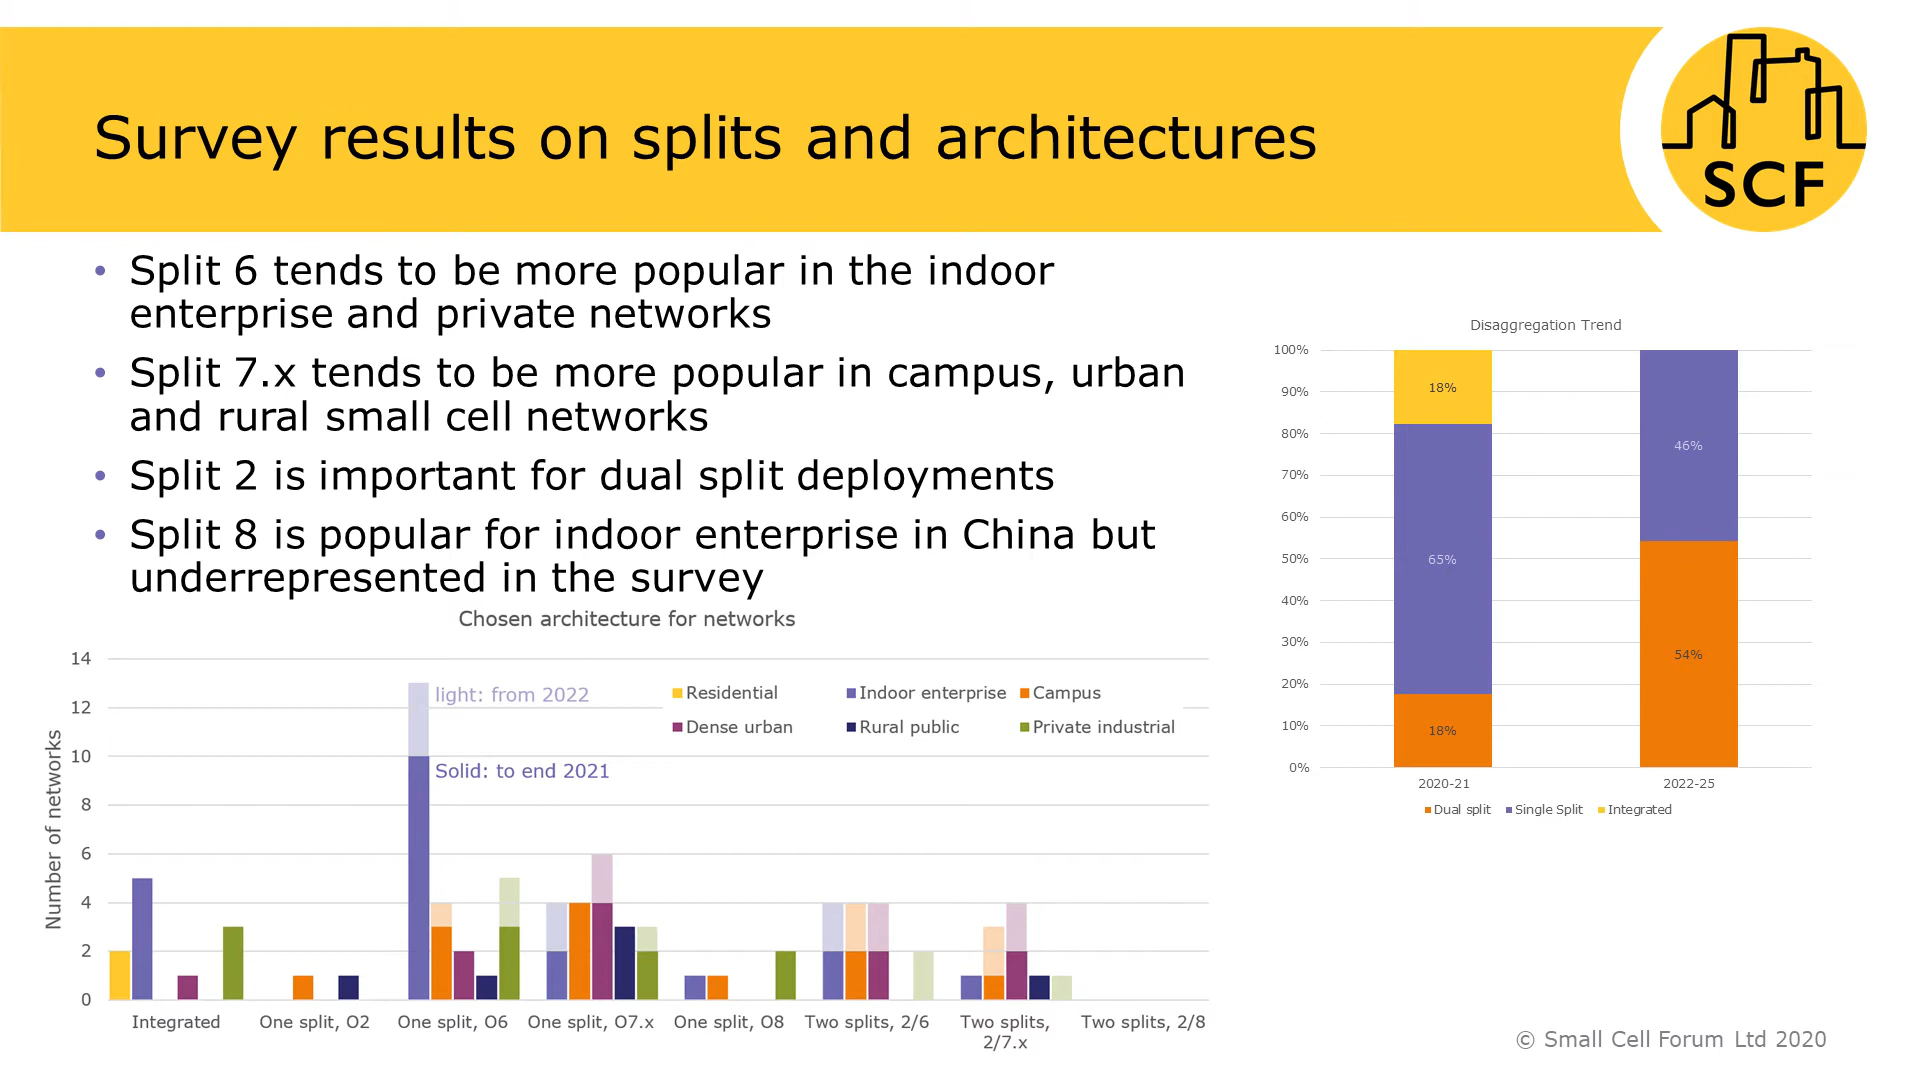 Survey results on splits and architectures
SCF
• Split 6 tends to be more popular in the indoor
enterprise and private networks
• Split 7.x tends to be more popular in campus, urban
and rural small cell networks
• Split 2 is important for dual split deployments
• Split 8 is popular for indoor enterprise in China but
underrepresented in the survey
Chosen architecture for networks
Number of networks
14
12
10
8
6
4
2
0
light: from 2022
Solid: to end 2021
Residential Indoor enterprise Campus
Dense urban Rural public Private industrial
Integrated One split, O2 One split, O6 One split, O7.x One split, O8 Two splits, 2/6 Two splits, Two splits, 2/8
2/7.x
Disaggregation Trend
100%
90%
80%
70%
60%
50%
40%
30%
20%
10%
0%
18%
65%
18%
46%
54%
2020-21 2022-25
Dual split Single Split Integrated
© Small Cell Forum Ltd 2020